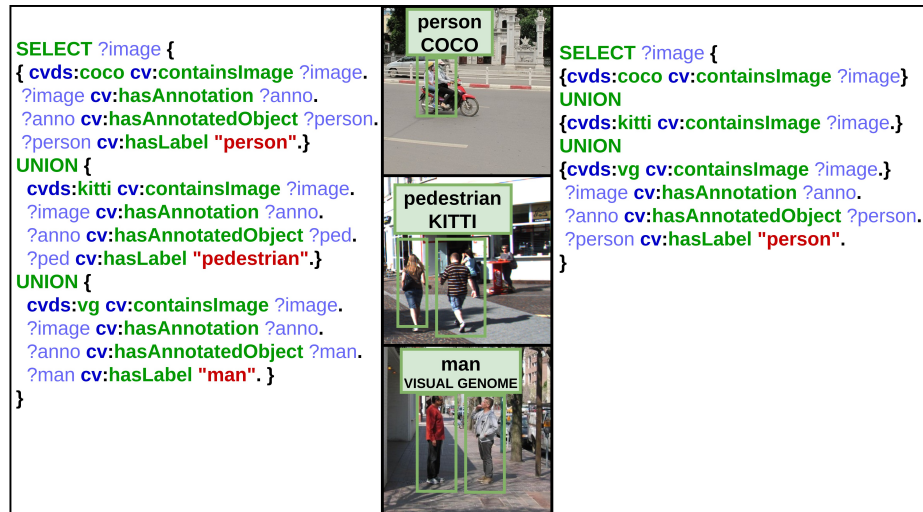 SELECT ?image {
{ cvds:coco cv:containsImage ?image.
?image cv:hasAnnotation ?anno.
?anno cv:hasAnnotatedObject ?person.
?person cv:hasLabel "person".}
UNION {
cvds:kitti cv:containsImage ?image.
?image cv:hasAnnotation ?anno.
?anno cv:hasAnnotatedObject ?ped.
?ped cv:hasLabel "pedestrian".}
UNION {
cvds:vg cv:containsImage ?image.
?image cv:hasAnnotation ?anno.
?anno cv:hasAnnotatedObject ?man.
?man cv:hasLabel "man". }
}
person
COCO
pedestrian
KITTI
man
VISUAL GENOME
SELECT ?image {
{cvds:coco cv:containsImage ?image}
UNION
{cvds:kitti cv:containsImage ?image.}
UNION
{cvds:vg cv:containsImage ?image.}
?image cv:hasAnnotation ?anno.
?anno cv:hasAnnotatedObject ?person.
?person cv:hasLabel "person".
}